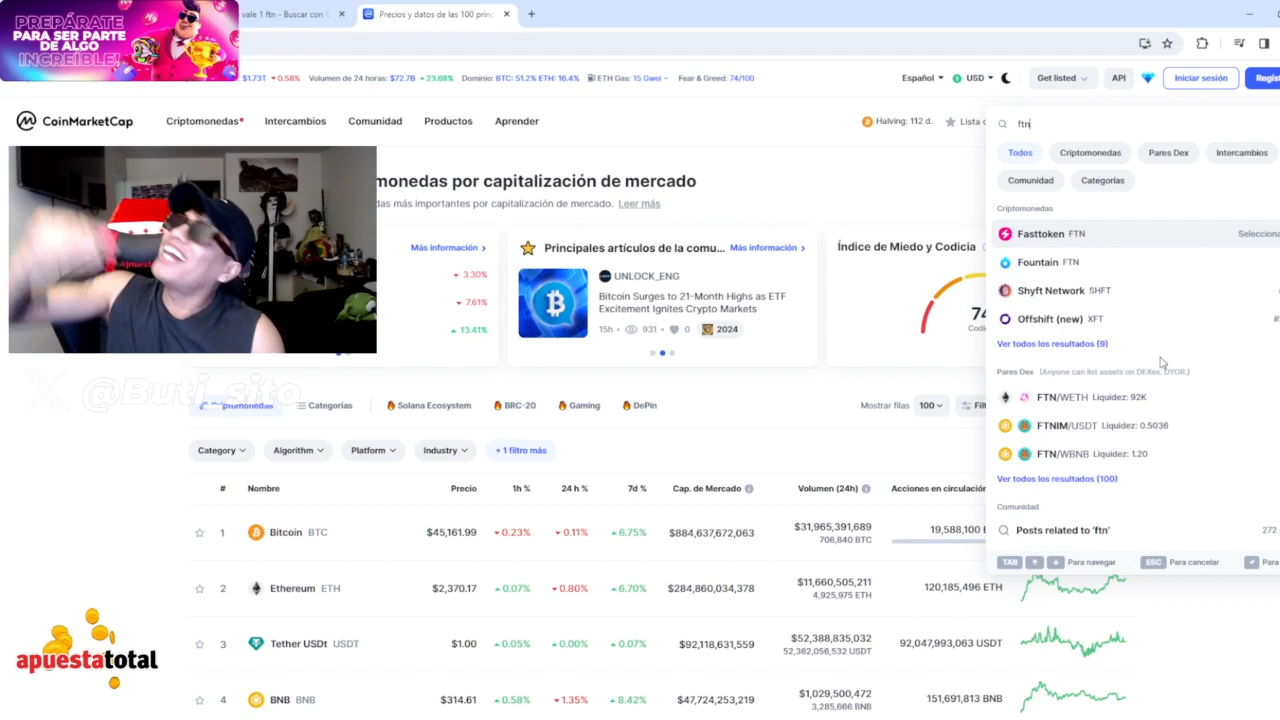 PREPÁRATE
PARA SER PARTE
DE ALGO
INCREÍBLE!
vale 1 ftn - Buscar con
Precios y datos de las 100 princ
$1.73T 0.58% Volumen de 24 horas: $72.7B 23.68% Dominio: BTC: 51.2% ETH: 16.4% ETH Gas: 15 Gwei Fear & Greed: 74/100
Español USD Get listed API Iniciar sesión
CoinMarketCap Criptomonedas Intercambios Comunidad Productos Aprender
Halving: 112 d. Lista
ftn
Todos Criptomonedas Pares Dex Intercambios
Comunidad Categorías
Criptomonedas
Fasttoken FTN
Fountain FTN
Shyft Network SHFT
Offshift (new) XFT
Ver todos los resultados (9)
Pares Dex (Anyone can list assets on DEXes. DYOR.)
FTN/WETH Liquidez: 92K
FTNIM/USDT Liquidez: 0.5036
FTN/WBNB Liquidez: 1.20
Ver todos los resultados (100)
Comunidad
Posts related to 'ftn' 272
TAB Para navegar ESC Para cancelar Para
monedas por capitalización de mercado
más importantes por capitalización de mercado. Leer más
Más información
3.30%
7.61%
13.41%
Principales artículos de la comu... Más información
UNLOCK_ENG
Bitcoin Surges to 21-Month Highs as ETF
Excitement Ignites Crypto Markets
15h • 931 • 0 2024
Índice de Miedo y Codicia
74
@Buti_sito
Criptomonedas Categorías Solana Ecosystem BRC-20 Gaming DePin
Mostrar filas 100
Category Algorithm Platform Industry + 1 filtro más
# Nombre Precio 1h % 24 h % 7d % Cap. de Mercado Volumen (24h) Acciones en circulación
1 Bitcoin BTC $45,161.99 0.23% 0.11% 6.75% $884,637,672,063 $31,965,391,689 19,588,100
706,840 BTC
2 Ethereum ETH $2,370.17 0.07% 0.80% 6.70% $284,860,034,378 $11,660,505,211 120,185,496 ETH
4,925,975 ETH
3 Tether USDt USDT $1.00 0.05% 0.00% 0.07% $92,118,631,559 $52,388,835,032 92,047,993,063 USDT
52,362,056,532 USDT
4 BNB BNB $314.61 0.58% 1.35% 8.42% $47,724,253,219 $1,029,500,472 151,691,813 BNB
3,285,666 BNB
apuestatotal